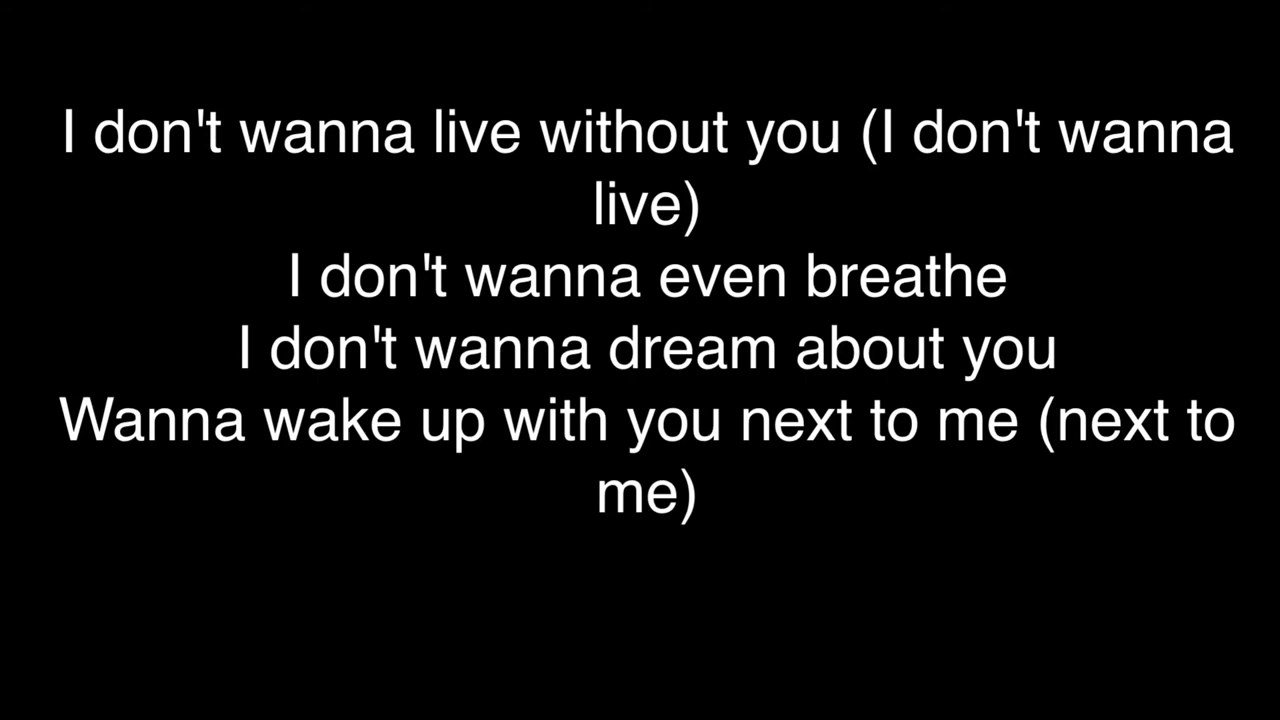 I don't wanna live without you (I don't wanna
live)
I don't wanna even breathe
I don't wanna dream about you
Wanna wake up with you next to me (next to
me)